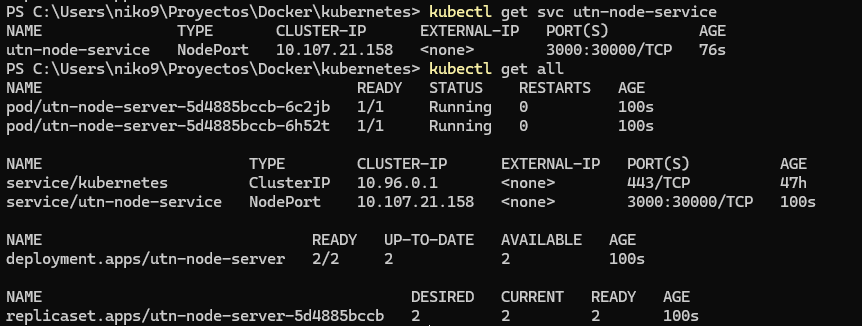 PS C:\Users\niko9\Proyectos\Docker\kubernetes> kubectl get svc utn-node-service
NAME TYPE CLUSTER-IP EXTERNAL-IP PORT(S) AGE
utn-node-service NodePort 10.107.21.158 <none> 3000:30000/TCP 76s
PS C:\Users\niko9\Proyectos\Docker\kubernetes> kubectl get all
NAME READY STATUS RESTARTS AGE
pod/utn-node-server-5d4885bccb-6c2jb 1/1 Running 0 100s
pod/utn-node-server-5d4885bccb-6h52t 1/1 Running 0 100s
NAME TYPE CLUSTER-IP EXTERNAL-IP PORT(S) AGE
service/kubernetes ClusterIP 10.96.0.1 <none> 443/TCP 47h
service/utn-node-service NodePort 10.107.21.158 <none> 3000:30000/TCP 100s
NAME READY UP-TO-DATE AVAILABLE AGE
deployment.apps/utn-node-server 2/2 2 2 100s
NAME DESIRED CURRENT READY AGE
replicaset.apps/utn-node-server-5d4885bccb 2 2 2 100s